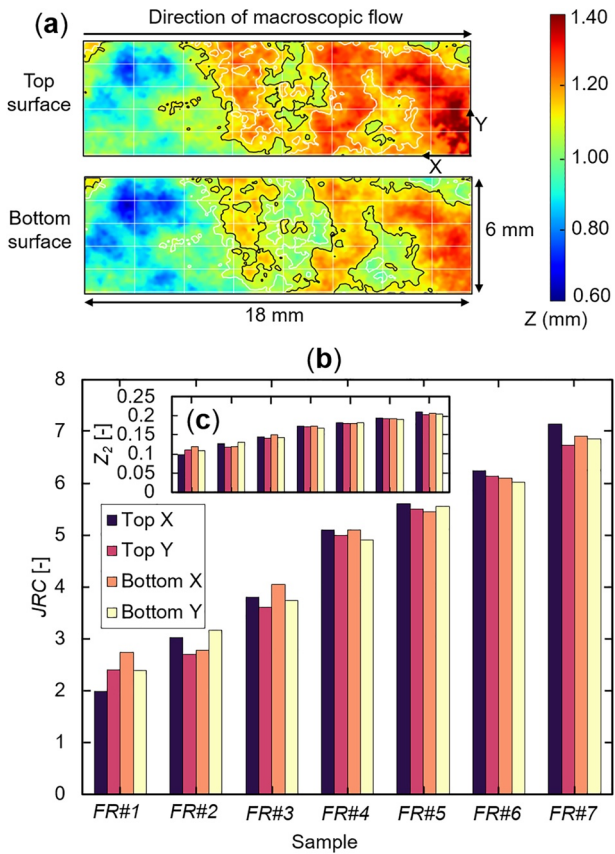 (a)
Direction of macroscopic flow
Top
surface
Y
X
Bottom
surface
6 mm
18 mm
1.40
1.20
1.00
0.80
0.60
Z (mm)
(b)
8
7
6
5
4
3
2
1
0
JRC [-]
(c)
0.25
0.2
0.15
0.1
0.05
0
Z2 [-]
Top X
Top Y
Bottom X
Bottom Y
FR#1 FR#2 FR#3 FR#4 FR#5 FR#6 FR#7
Sample